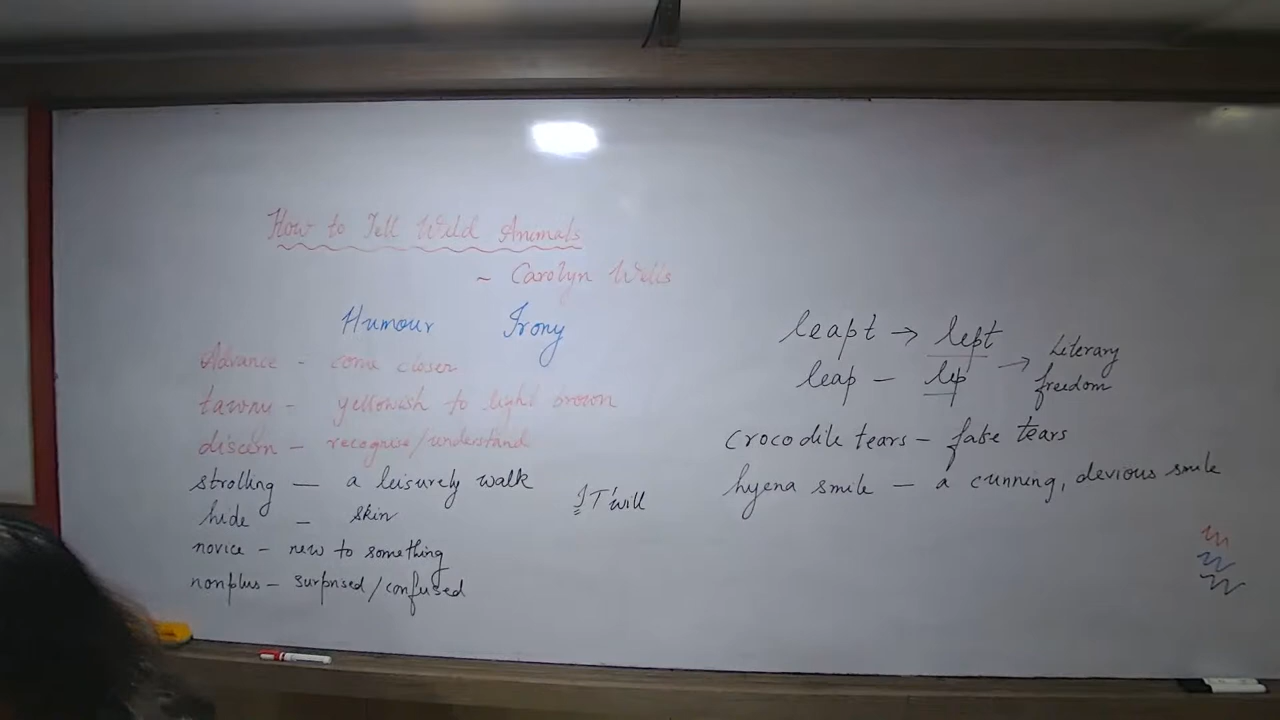 How to Tell Wild Animals
~ Carolyn Wells
Humour Irony
Advance - come closer
tawny - yellowish to light brown
discern - recognise/understand
strolling — a leisurely walk
hide - skin
novice - new to something
nonplus - surprised/confused
IT'will
leapt → lept
leap - lep → Literary freedom
crocodile tears - fake tears
hyena smile - a cunning, devious smile